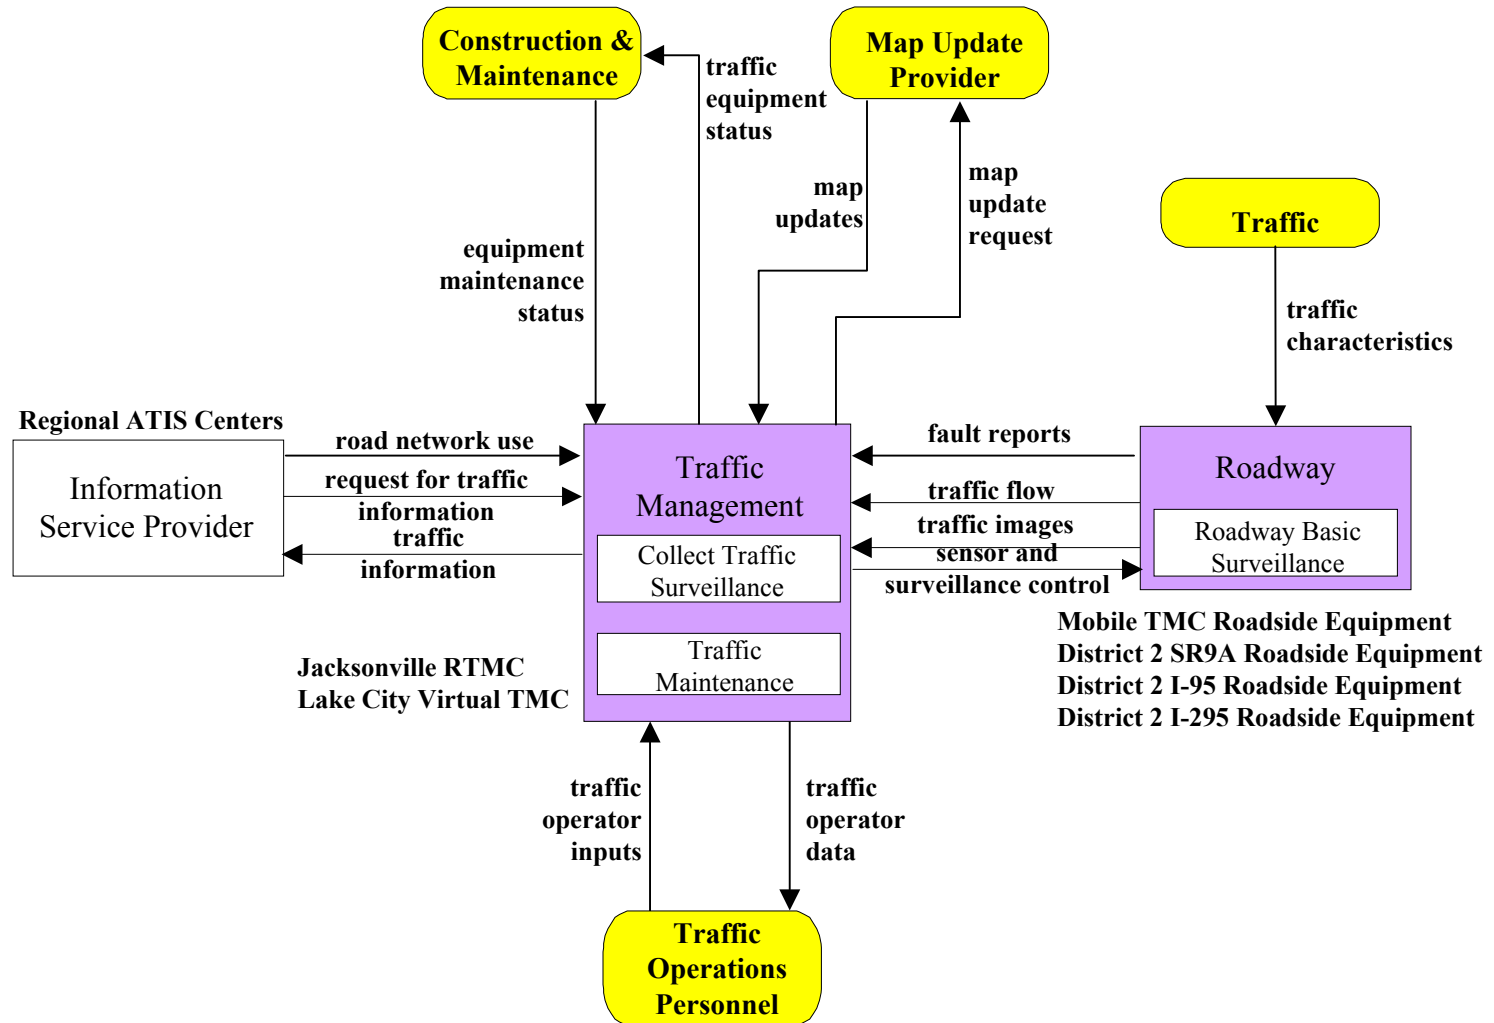 Construction &
Maintenance
Map Update
Provider
traffic
equipment
status
map
updates
map
update
request
Traffic
equipment
maintenance
status
traffic
characteristics
Regional ATIS Centers
Information
Service Provider
road network use
request for traffic
information
traffic
information
Traffic
Management
Collect Traffic
Surveillance
Traffic
Maintenance
fault reports
traffic flow
traffic images
sensor and
surveillance control
Roadway
Roadway Basic
Surveillance
Jacksonville RTMC
Lake City Virtual TMC
Mobile TMC Roadside Equipment
District 2 SR9A Roadside Equipment
District 2 I-95 Roadside Equipment
District 2 I-295 Roadside Equipment
traffic
operator
inputs
traffic
operator
data
Traffic
Operations
Personnel